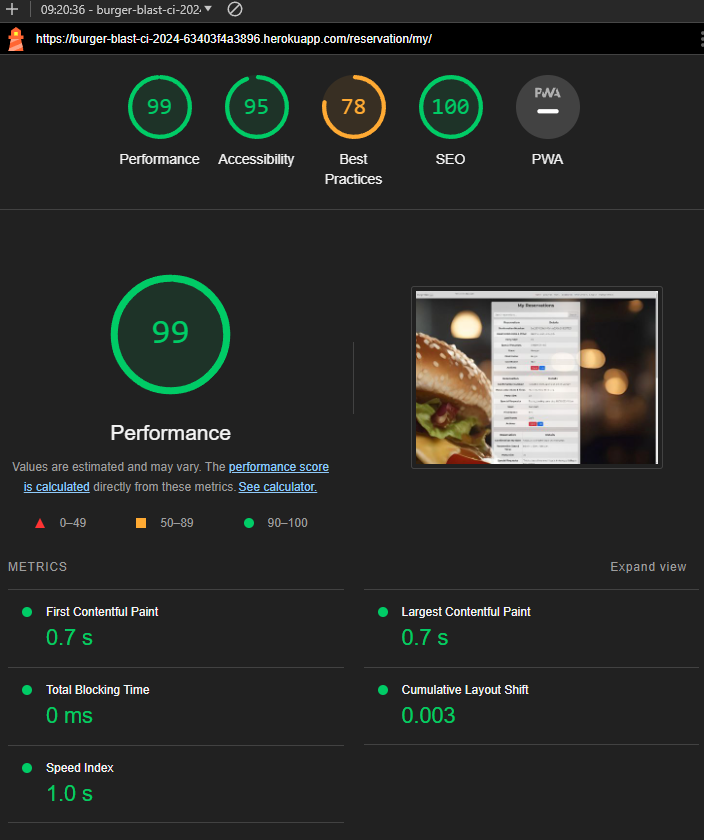 09:20:36 - burger-blast-ci-202
https://burger-blast-ci-2024-63403f4a3896.herokuapp.com/reservation/my/
99
95
78
100
PWA
Performance
Accessibility
Best
Practices
SEO
PWA
99
Performance
Values are estimated and may vary. The performance score
is calculated directly from these metrics. See calculator.
0–49
50–89
90–100
My Reservations
METRICS
Expand view
First Contentful Paint
0.7 s
Largest Contentful Paint
0.7 s
Total Blocking Time
0 ms
Cumulative Layout Shift
0.003
Speed Index
1.0 s